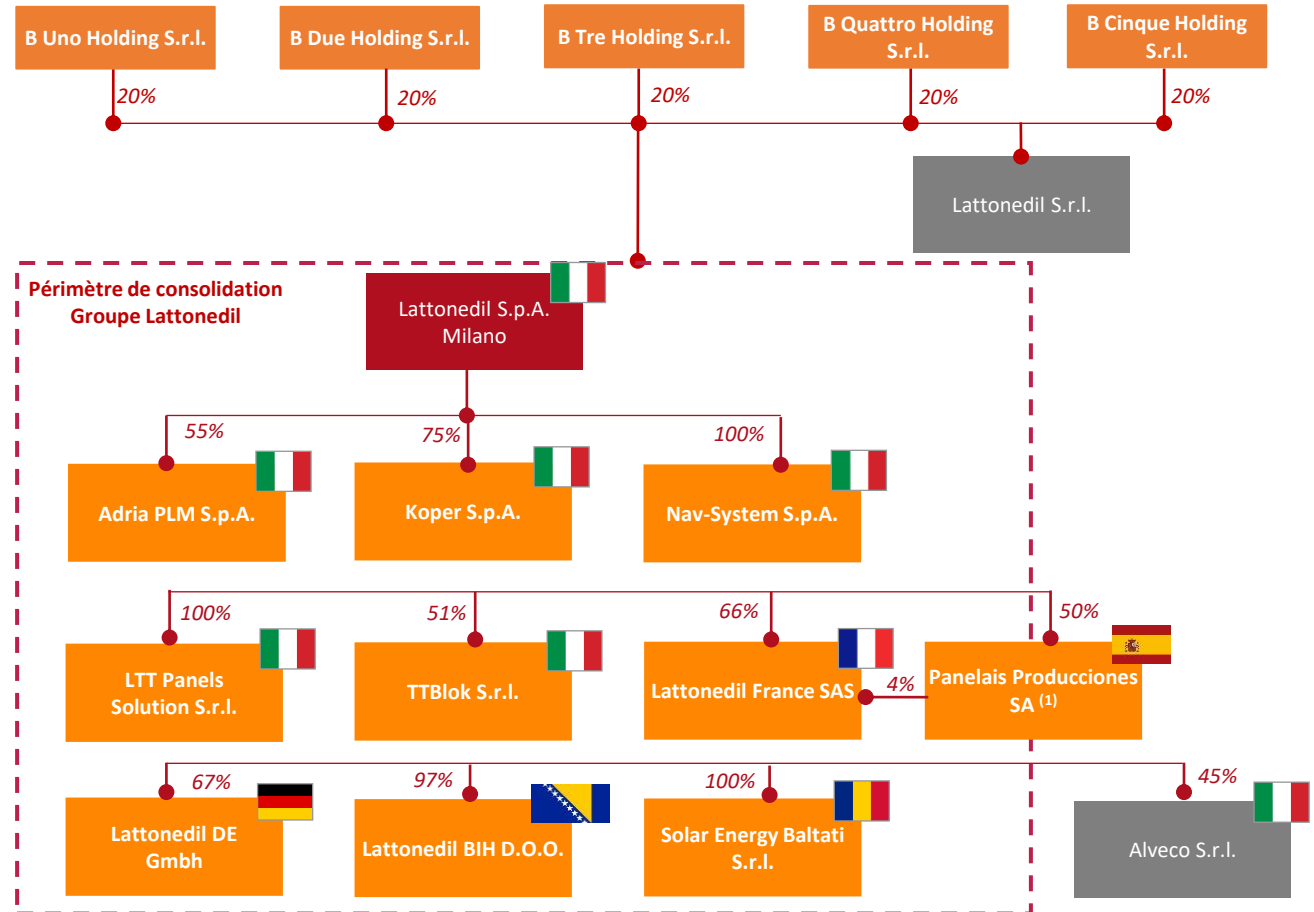 B Uno Holding S.r.l.
B Due Holding S.r.l.
B Tre Holding S.r.l.
B Quattro Holding
S.r.l.
B Cinque Holding
S.r.l.
20%
20%
20%
20%
20%
Lattonedil S.r.l.
Périmètre de consolidation
Groupe Lattonedil
Lattonedil S.p.A.
Milano
55%
75%
100%
Adria PLM S.p.A.
Koper S.p.A.
Nav-System S.p.A.
100%
51%
66%
50%
LTT Panels
Solution S.r.l.
TTBlok S.r.l.
Lattonedil France SAS
4%
Panelais Producciones
SA (1)
67%
97%
100%
45%
Lattonedil DE
Gmbh
Lattonedil BIH D.O.O.
Solar Energy Baltati
S.r.l.
Alveco S.r.l.